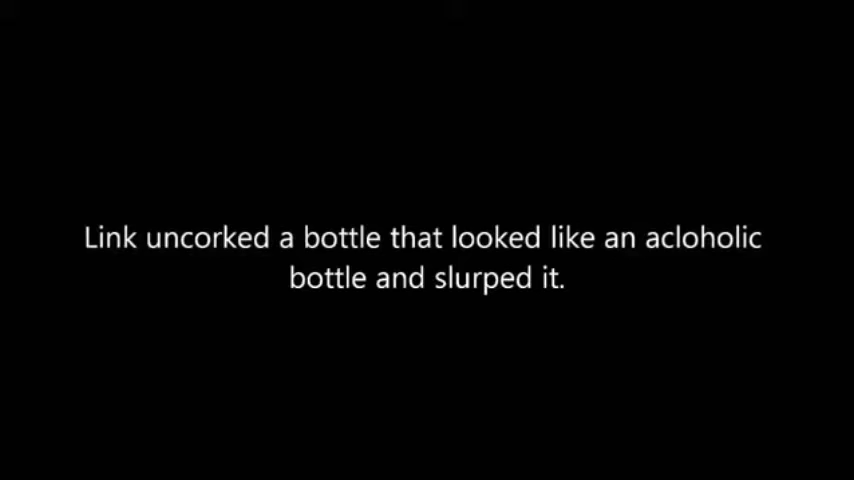 Link uncorked a bottle that looked like an acloholic
bottle and slurped it.